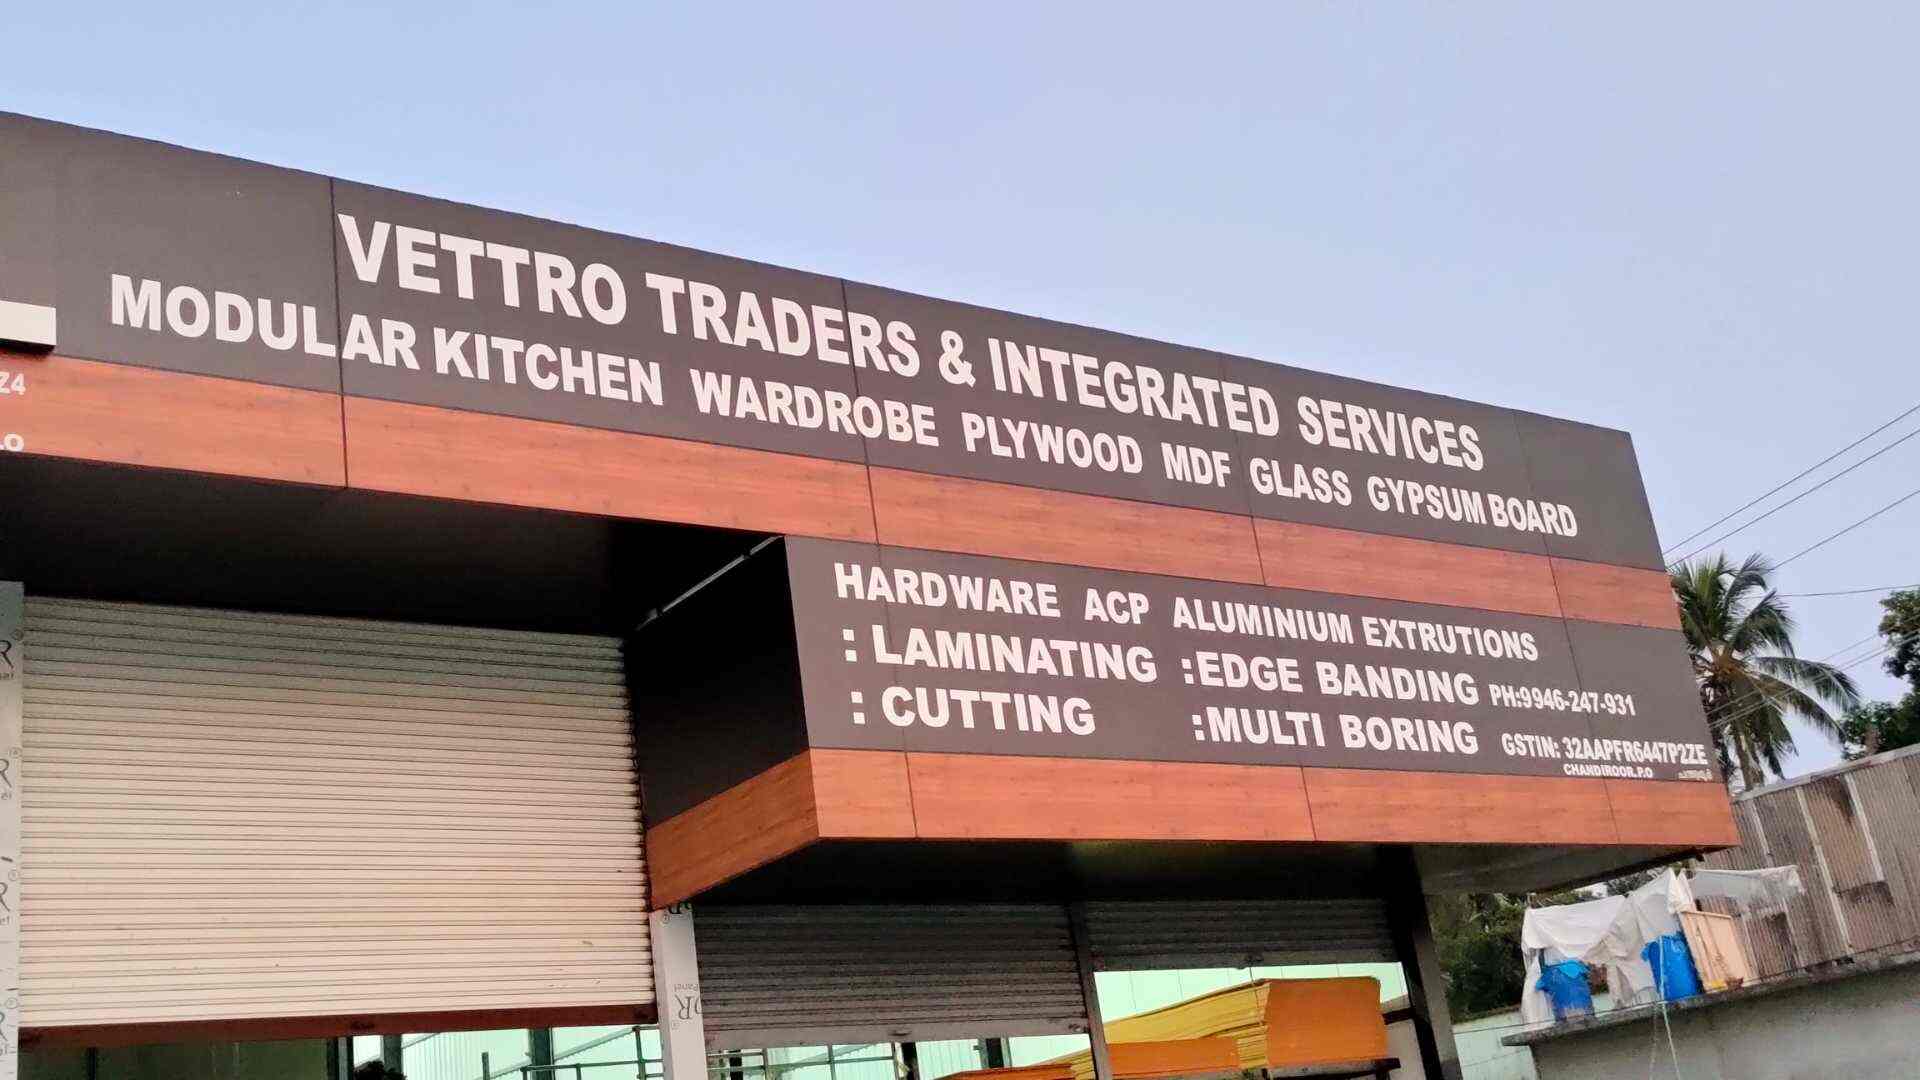 VETTRO TRADERS & INTEGRATED SERVICES
MODULAR KITCHEN WARDROBE PLYWOOD MDF GLASS GYPSUM BOARD
HARDWARE ACP ALUMINIUM EXTRUTIONS
: LAMINATING :EDGE BANDING PH:9946-247-931
: CUTTING :MULTI BORING GSTIN: 32AAPFR6447P2ZE
CHANDIROOR.P.O
Z4
.O